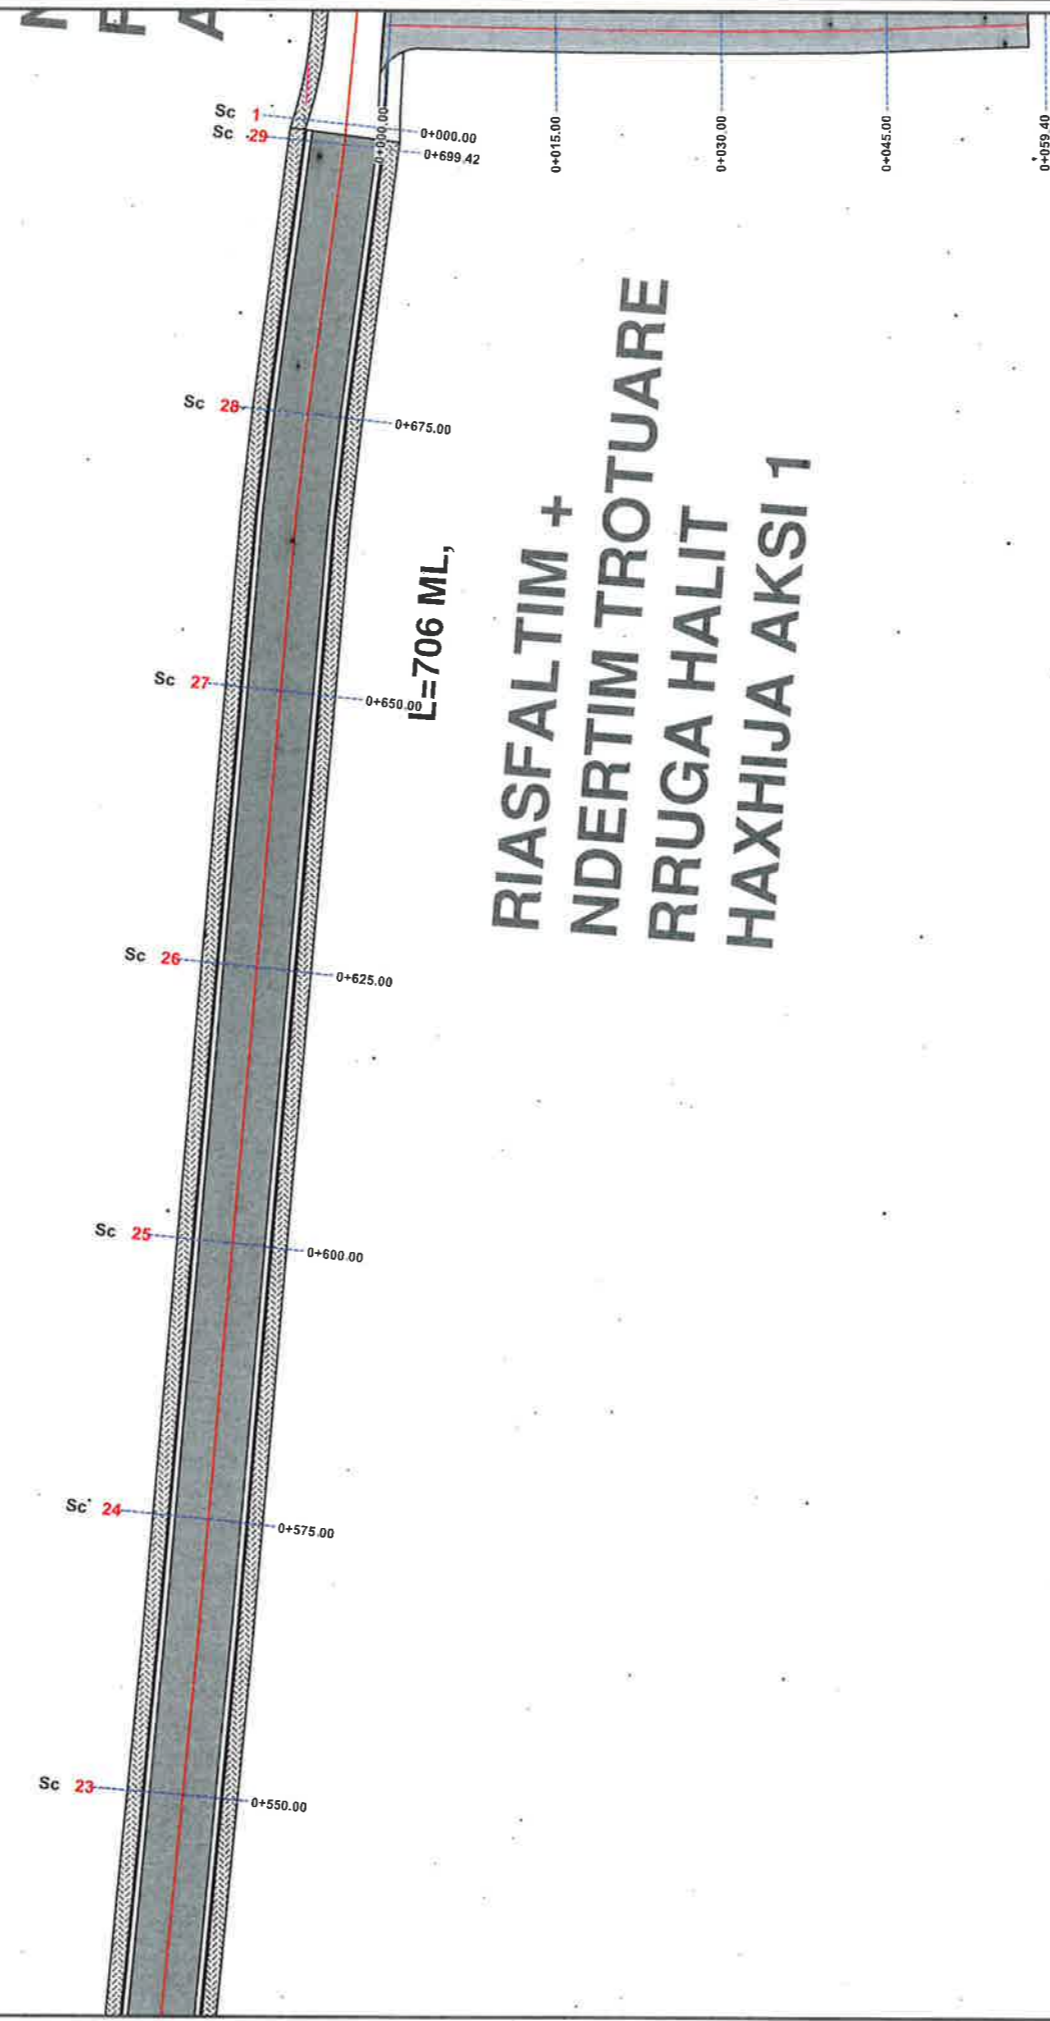 Sc 1
0+000.00
Sc 29
0+699.42
0+000.00
0+015.00
0+030.00
0+045.00
0+059.40
Sc 28
0+675.00
L=706 ML,
RIASFALTIM +
NDERTIM TROTUARE
RRUGA HALIT
HAXHIJA AKSI 1
Sc 27
0+650.00
Sc 26
0+625.00
Sc 25
0+600.00
Sc 24
0+575.00
Sc 23
0+550.00